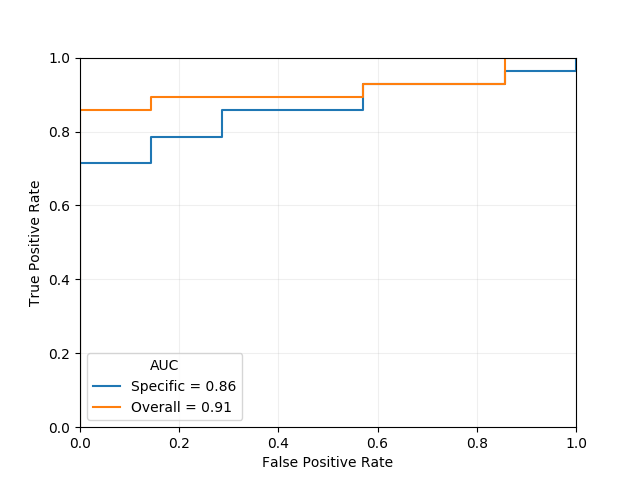 1.0
0.8
0.6
0.4
0.2
0.0
True Positive Rate
AUC
Specific = 0.86
Overall = 0.91
0.0 0.2 0.4 0.6 0.8 1.0
False Positive Rate